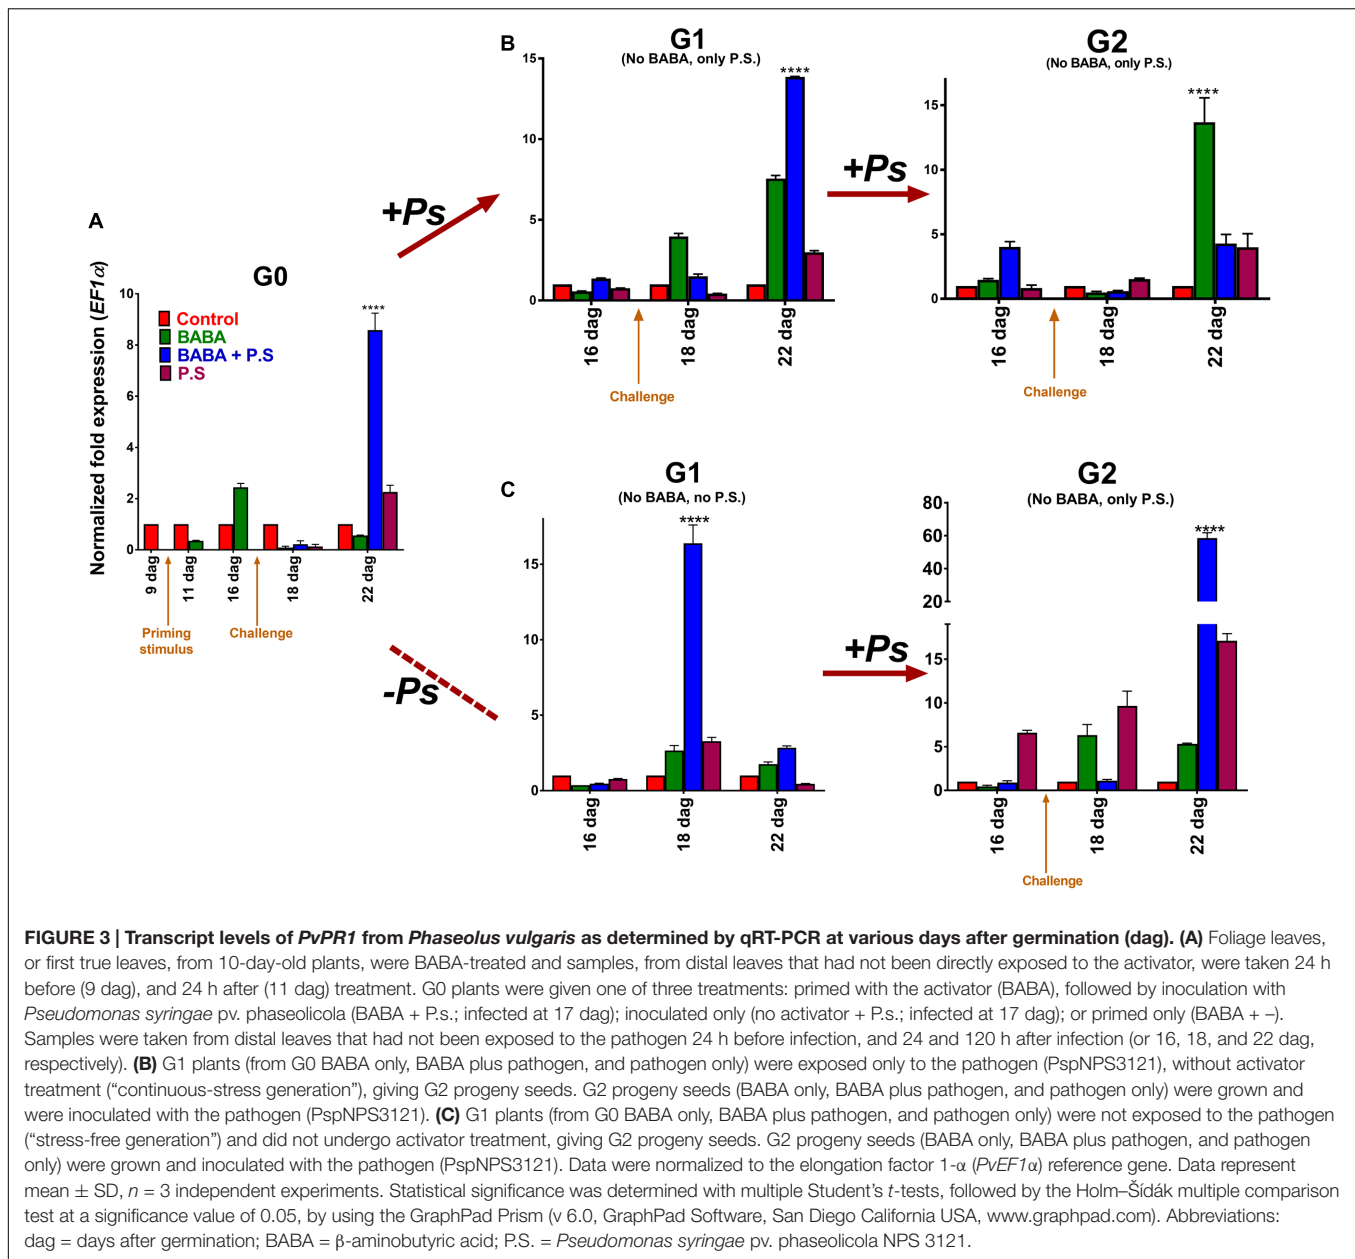 A
G0
Normalized fold expression (EF1α)
10
8
6
4
2
0
Control
BABA
BABA + P.S
P.S
****
9 dag
11 dag
16 dag
18 dag
22 dag
Priming
stimulus
Challenge
+Ps
-Ps
B
G1
(No BABA, only P.S.)
15
10
5
0
****
16 dag
18 dag
22 dag
Challenge
+Ps
G2
(No BABA, only P.S.)
15
10
5
0
****
16 dag
18 dag
22 dag
Challenge
C
G1
(No BABA, no P.S.)
15
10
5
0
****
16 dag
18 dag
22 dag
+Ps
G2
(No BABA, only P.S.)
80
60
40
20
15
10
5
0
****
16 dag
18 dag
22 dag
Challenge
FIGURE 3 | Transcript levels of PvPR1 from Phaseolus vulgaris as determined by qRT-PCR at various days after germination (dag). (A) Foliage leaves,
or first true leaves, from 10-day-old plants, were BABA-treated and samples, from distal leaves that had not been directly exposed to the activator, were taken 24 h
before (9 dag), and 24 h after (11 dag) treatment. G0 plants were given one of three treatments: primed with the activator (BABA), followed by inoculation with
Pseudomonas syringae pv. phaseolicola (BABA + P.s.; infected at 17 dag); inoculated only (no activator + P.s.; infected at 17 dag); or primed only (BABA + –).
Samples were taken from distal leaves that had not been exposed to the pathogen 24 h before infection, and 24 and 120 h after infection (or 16, 18, and 22 dag,
respectively). (B) G1 plants (from G0 BABA only, BABA plus pathogen, and pathogen only) were exposed only to the pathogen (PspNPS3121), without activator
treatment (“continuous-stress generation”), giving G2 progeny seeds. G2 progeny seeds (BABA only, BABA plus pathogen, and pathogen only) were grown and
were inoculated with the pathogen (PspNPS3121). (C) G1 plants (from G0 BABA only, BABA plus pathogen, and pathogen only) were not exposed to the pathogen
(“stress-free generation”) and did not undergo activator treatment, giving G2 progeny seeds. G2 progeny seeds (BABA only, BABA plus pathogen, and pathogen
only) were grown and inoculated with the pathogen (PspNPS3121). Data were normalized to the elongation factor 1-α (PvEF1α) reference gene. Data represent
mean ± SD, n = 3 independent experiments. Statistical significance was determined with multiple Student’s t-tests, followed by the Holm–Šídák multiple comparison
test at a significance value of 0.05, by using the GraphPad Prism (v 6.0, GraphPad Software, San Diego California USA, www.graphpad.com). Abbreviations:
dag = days after germination; BABA = β-aminobutyric acid; P.S. = Pseudomonas syringae pv. phaseolicola NPS 3121.